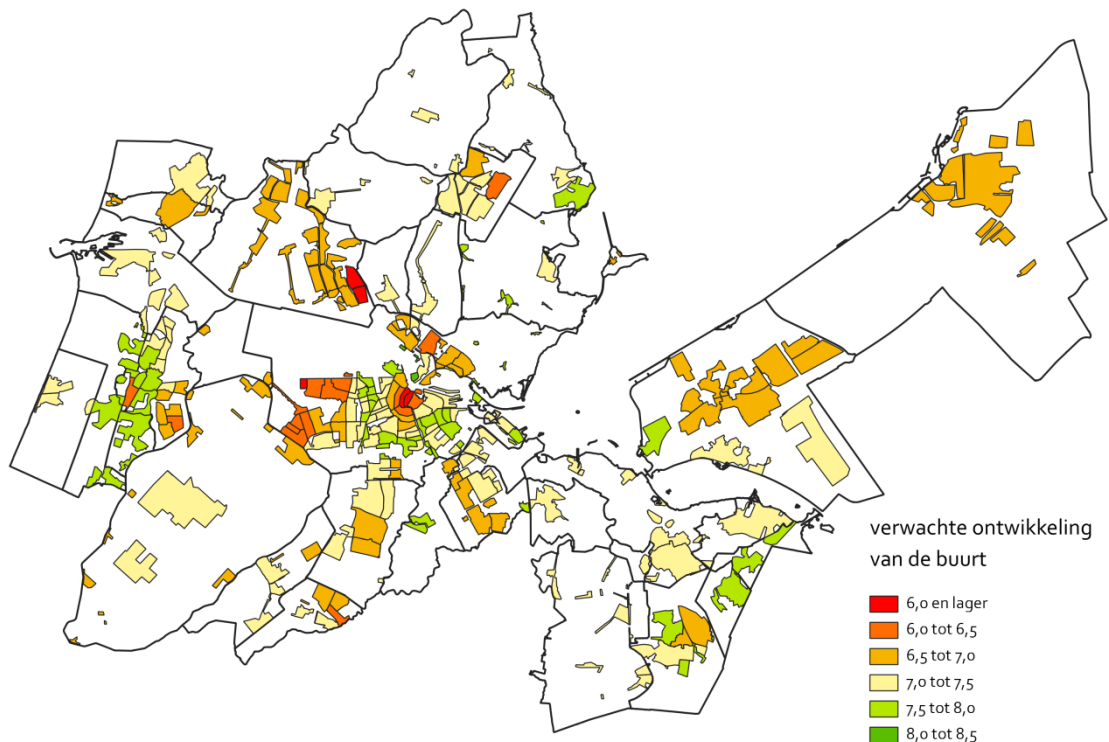 verwachte ontwikkeling
van de buurt
6,0 en lager
6,0 tot 6,5
6,5 tot 7,0
7,0 tot 7,5
7,5 tot 8,0
8,0 tot 8,5